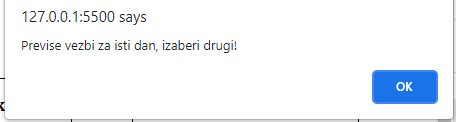 127.0.0.1:5500 says
Previse vezbi za isti dan, izaberi drugi!
OK
k